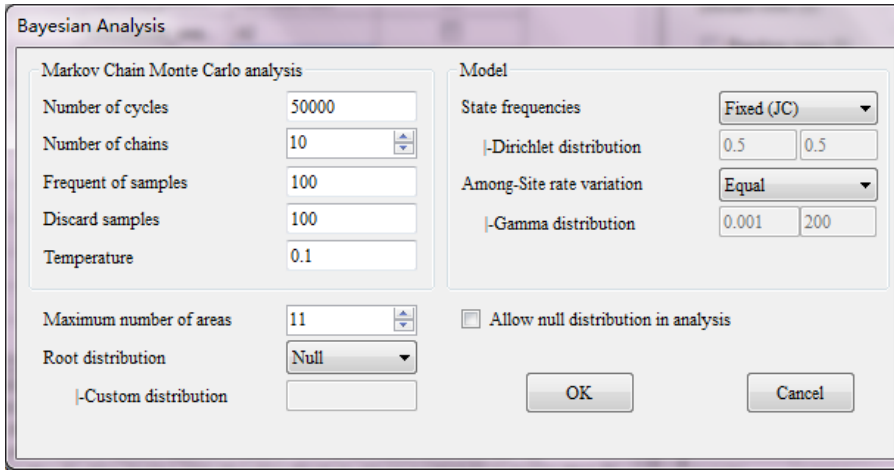 Bayesian Analysis
Markov Chain Monte Carlo analysis
Number of cycles 50000
Number of chains 10
Frequent of samples 100
Discard samples 100
Temperature 0.1
Maximum number of areas 11
Root distribution Null
|-Custom distribution
Model
State frequencies Fixed (JC)
|-Dirichlet distribution 0.5 0.5
Among-Site rate variation Equal
|-Gamma distribution 0.001 200
Allow null distribution in analysis
OK Cancel